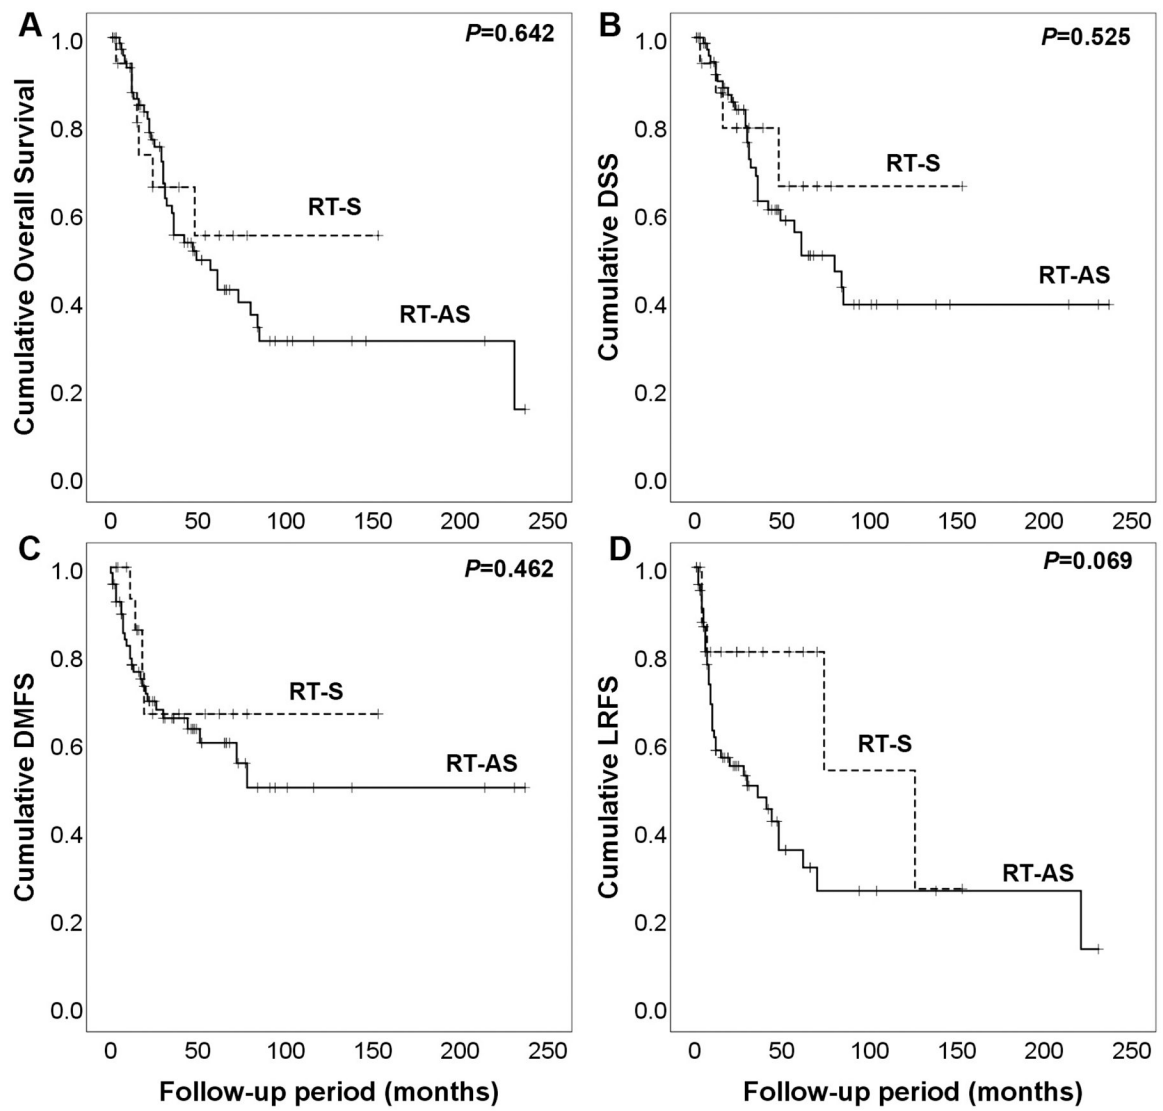 A
P=0.642
Cumulative Overall Survival
1.0
0.8
0.6
0.4
0.2
0.0
RT-S
RT-AS
0 50 100 150 200 250
B
P=0.525
Cumulative DSS
1.0
0.8
0.6
0.4
0.2
0.0
RT-S
RT-AS
0 50 100 150 200 250
C
P=0.462
Cumulative DMFS
1.0
0.8
0.6
0.4
0.2
0.0
RT-S
RT-AS
0 50 100 150 200 250
Follow-up period (months)
D
P=0.069
Cumulative LRFS
1.0
0.8
0.6
0.4
0.2
0.0
RT-S
RT-AS
0 50 100 150 200 250
Follow-up period (months)